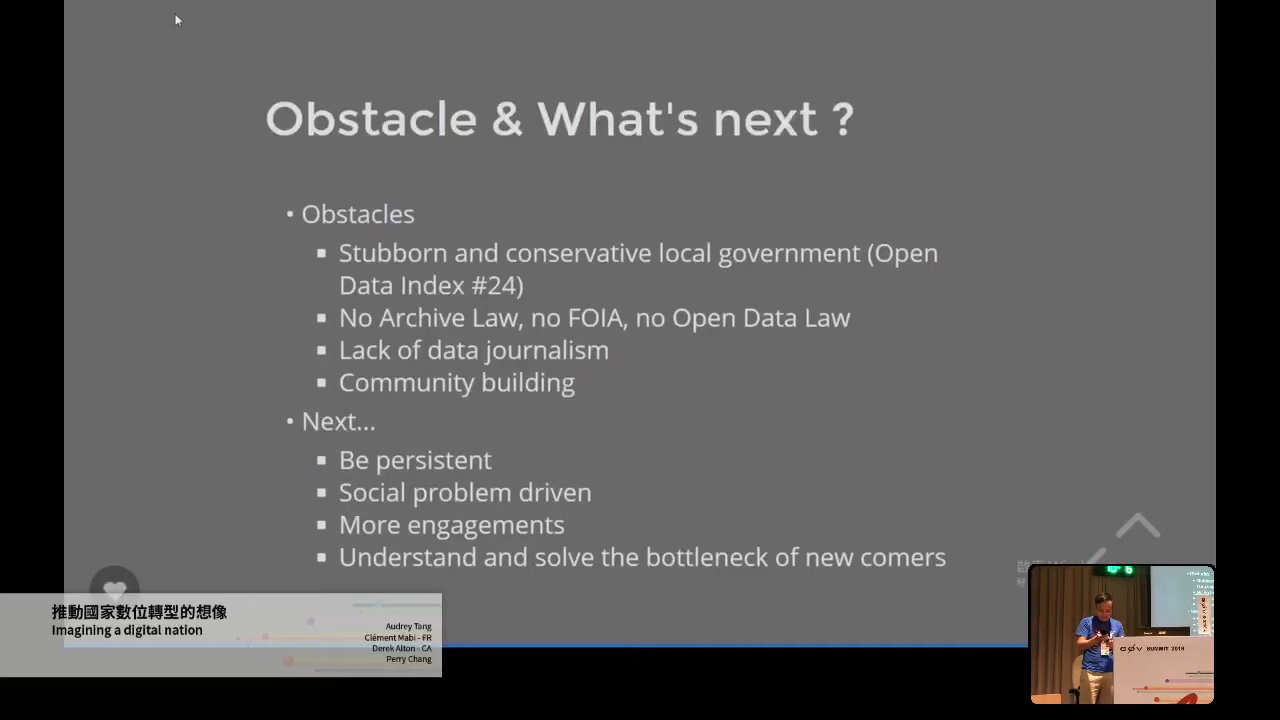 Obstacle & What's next ?
• Obstacles
▪ Stubborn and conservative local government (Open
Data Index #24)
▪ No Archive Law, no FOIA, no Open Data Law
▪ Lack of data journalism
▪ Community building
• Next...
▪ Be persistent
▪ Social problem driven
▪ More engagements
▪ Understand and solve the bottleneck of new comers
推動國家數位轉型的想像
Imagining a digital nation
Audrey Tang
Clément Mabi - FR
Derek Alton - CA
Perry Chang
g0v SUMMIT 2018